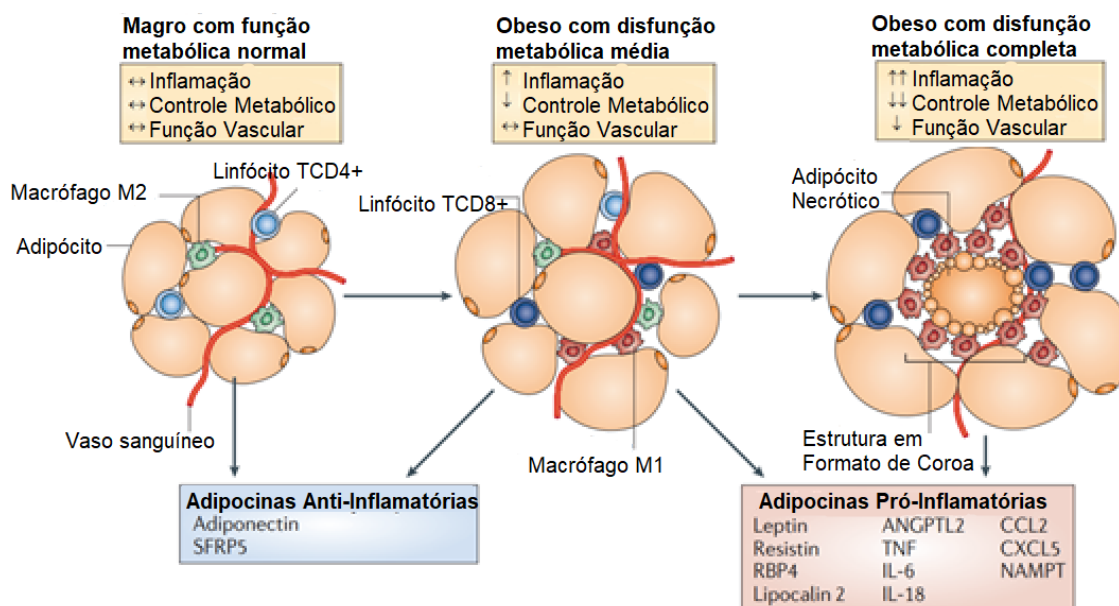 Magro com função
metabólica normal
↔ Inflamação
↔ Controle Metabólico
↔ Função Vascular
Obeso com disfunção
metabólica média
↑ Inflamação
↓ Controle Metabólico
↔ Função Vascular
Obeso com disfunção
metabólica completa
↑↑ Inflamação
↓↓ Controle Metabólico
↓ Função Vascular
Linfócito TCD4+
Macrófago M2
Adipócito
Vaso sanguíneo
Linfócito TCD8+
Macrófago M1
Adipócito
Necrótico
Estrutura em
Formato de Coroa
Adipocinas Anti-Inflamatórias
Adiponectin
SFRP5
Adipocinas Pró-Inflamatórias
Leptin ANGPTL2 CCL2
Resistin TNF CXCL5
RBP4 IL-6 NAMPT
Lipocalin 2 IL-18